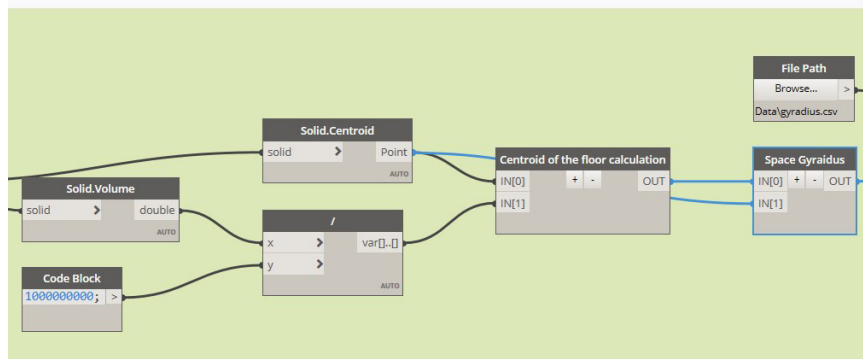 File Path
Browse... >
Data\gyradius.csv
Solid.Centroid
solid > Point
AUTO
Centroid of the floor calculation
IN[0] + - OUT
IN[1]
Space Gyraidus
IN[0] + - OUT
IN[1]
Solid.Volume
solid > double
AUTO
/
x > var[]..[]
y >
AUTO
Code Block
1000000000; >